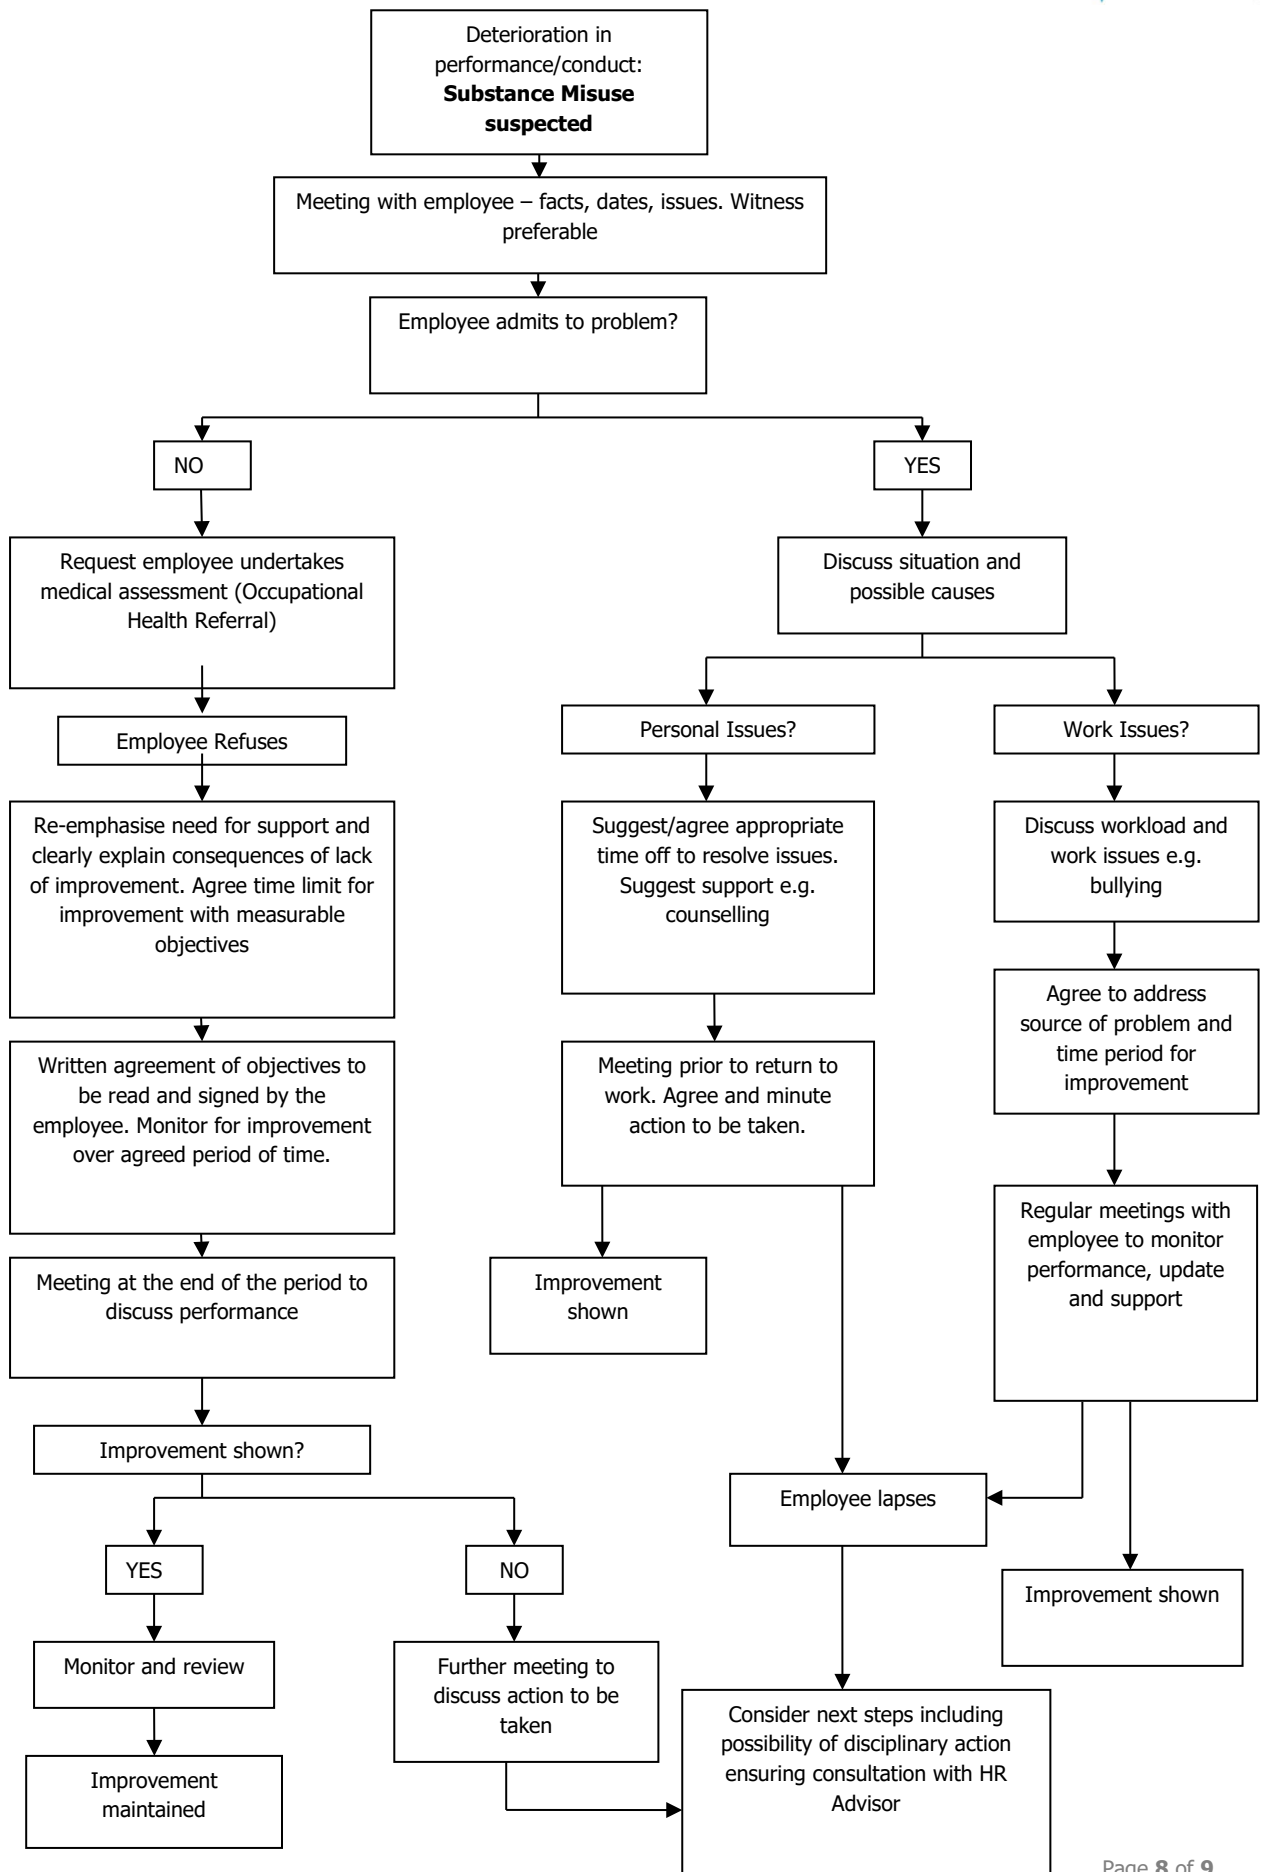 Deterioration in
performance/conduct:
Substance Misuse
suspected
Meeting with employee – facts, dates, issues. Witness
preferable
Employee admits to problem?
NO
YES
Request employee undertakes
medical assessment (Occupational
Health Referral)
Discuss situation and
possible causes
Employee Refuses
Personal Issues?
Work Issues?
Re-emphasise need for support and
clearly explain consequences of lack
of improvement. Agree time limit for
improvement with measurable
objectives
Suggest/agree appropriate
time off to resolve issues.
Suggest support e.g.
counselling
Discuss workload and
work issues e.g.
bullying
Agree to address
source of problem and
time period for
improvement
Written agreement of objectives to
be read and signed by the
employee. Monitor for improvement
over agreed period of time.
Meeting prior to return to
work. Agree and minute
action to be taken.
Regular meetings with
employee to monitor
performance, update
and support
Meeting at the end of the period to
discuss performance
Improvement
shown
Improvement shown?
Employee lapses
YES
NO
Improvement shown
Monitor and review
Further meeting to
discuss action to be
taken
Consider next steps including
possibility of disciplinary action
ensuring consultation with HR
Advisor
Improvement
maintained
Page 8 of 9